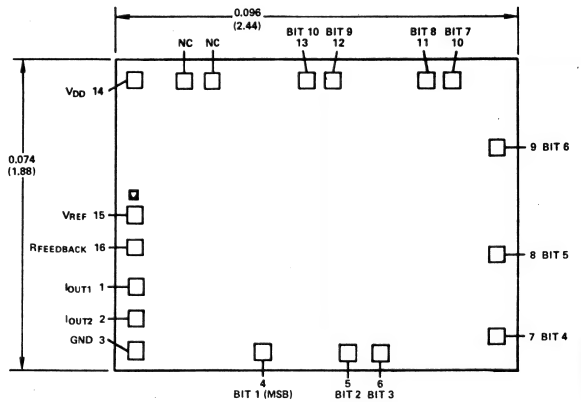 0.096
(2.44)
NC NC
BIT 10 BIT 9
13 12
BIT 8 BIT 7
11 10
VDD 14
0.074
(1.88)
9 BIT 6
VREF 15
RFEEDBACK 16
8 BIT 5
IOUT1 1
IOUT2 2
GND 3
7 BIT 4
4 5 6
BIT 1 (MSB) BIT 2 BIT 3